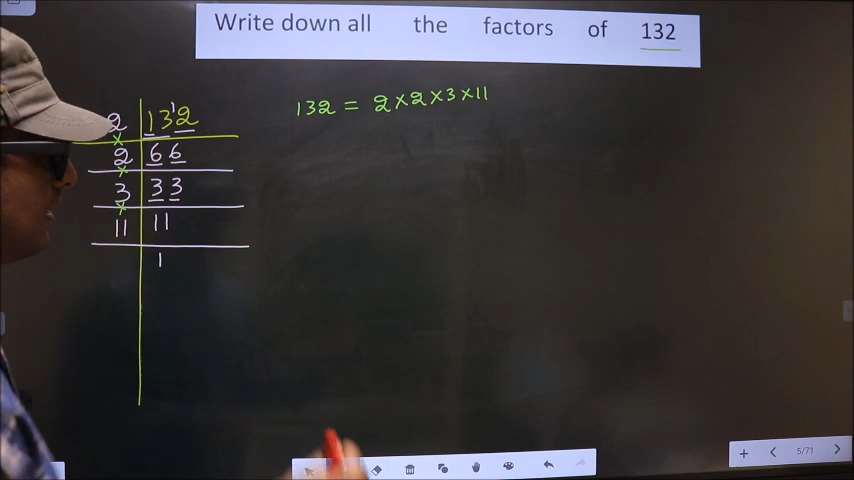 Write down all the factors of 132
132 = 2 × 2 × 3 × 11
2 | 13¹2
×
2 | 66
×
3 | 33
×
11 | 11
1
+ < 5/71 >